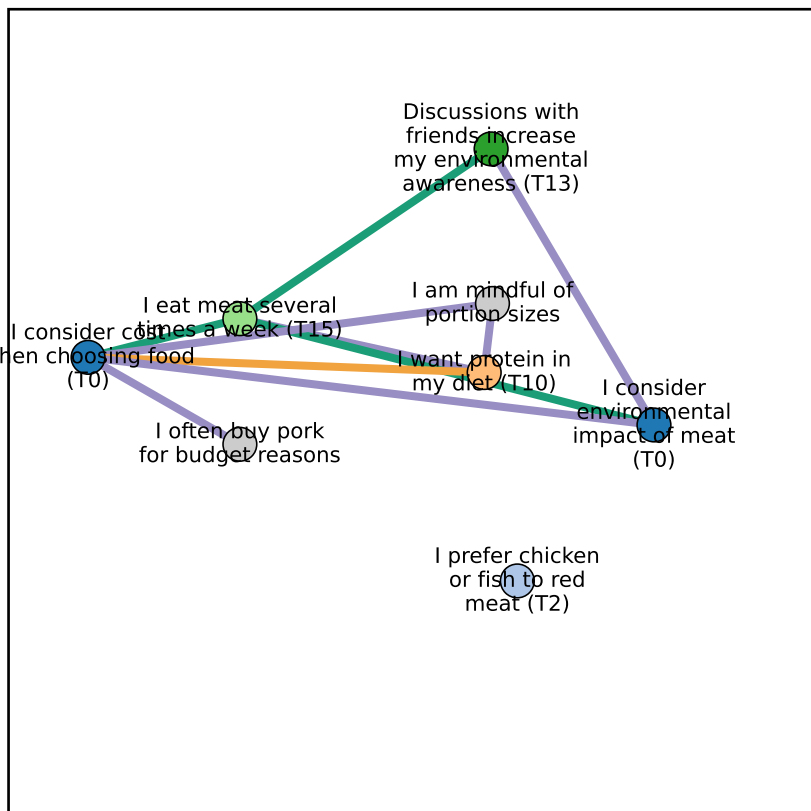 Discussions with
friends increase
my environmental
awareness (T13)
I am mindful of
portion sizes
I eat meat several
times a week (T15)
I consider cost
hen choosing food
(T0)
I want protein in
my diet (T10)
I consider
environmental
impact of meat
(T0)
I often buy pork
for budget reasons
I prefer chicken
or fish to red
meat (T2)